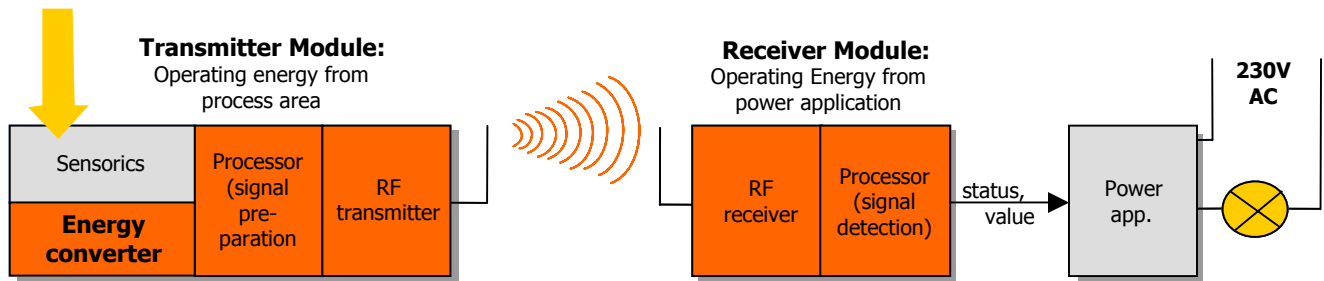 Transmitter Module:
Operating energy from
process area
Sensorics
Energy
converter
Processor
(signal
pre-
paration
RF
transmitter
Receiver Module:
Operating Energy from
power application
RF
receiver
Processor
(signal
detection)
status,
value
Power
app.
230V
AC